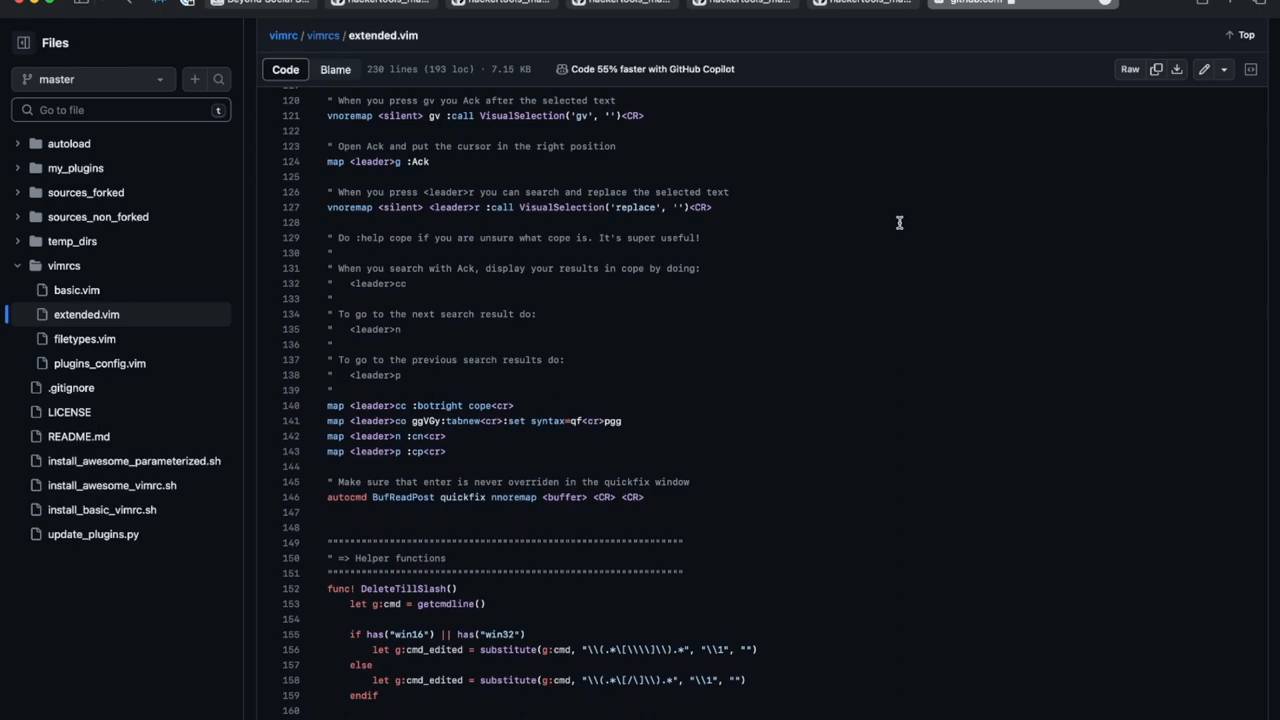 vimrc / vimrcs / extended.vim
Top
Files
master
Go to file
t
autoload
my_plugins
sources_forked
sources_non_forked
temp_dirs
vimrcs
basic.vim
extended.vim
filetypes.vim
plugins_config.vim
.gitignore
LICENSE
README.md
install_awesome_parameterized.sh
install_awesome_vimrc.sh
install_basic_vimrc.sh
update_plugins.py
Code Blame 230 lines (193 loc) · 7.15 KB Code 55% faster with GitHub Copilot Raw
120 " When you press gv you Ack after the selected text
121 vnoremap <silent> gv :call VisualSelection('gv', '')<CR>
122
123 " Open Ack and put the cursor in the right position
124 map <leader>g :Ack
125
126 " When you press <leader>r you can search and replace the selected text
127 vnoremap <silent> <leader>r :call VisualSelection('replace', '')<CR>
128
129 " Do :help cope if you are unsure what cope is. It's super useful!
130 "
131 " When you search with Ack, display your results in cope by doing:
132 "   <leader>cc
133 "
134 " To go to the next search result do:
135 "   <leader>n
136 "
137 " To go to the previous search results do:
138 "   <leader>p
139 "
140 map <leader>cc :botright cope<cr>
141 map <leader>co ggVGy:tabnew<cr>:set syntax=qf<cr>pgg
142 map <leader>n :cn<cr>
143 map <leader>p :cp<cr>
144
145 " Make sure that enter is never overriden in the quickfix window
146 autocmd BufReadPost quickfix nnoremap <buffer> <CR> <CR>
147
148
149 """""""""""""""""""""""""""""""""""""""""""""""""""""""""""""""
150 " => Helper functions
151 """""""""""""""""""""""""""""""""""""""""""""""""""""""""""""""
152 func! DeleteTillSlash()
153     let g:cmd = getcmdline()
154
155     if has("win16") || has("win32")
156         let g:cmd_edited = substitute(g:cmd, "\\(.*\[\\\\]\\).*", "\\1", "")
157     else
158         let g:cmd_edited = substitute(g:cmd, "\\(.*\[/\]\\).*", "\\1", "")
159     endif
160